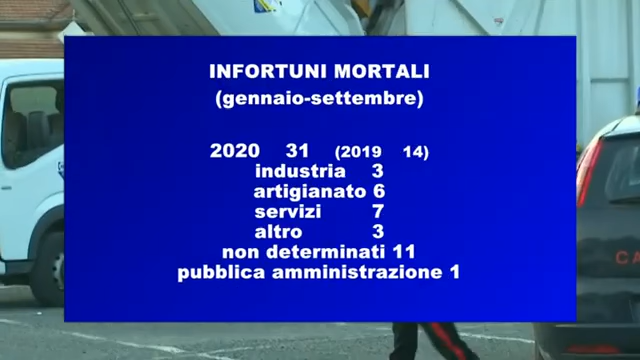 INFORTUNI MORTALI
(gennaio-settembre)
2020 31 (2019 14)
industria 3
artigianato 6
servizi 7
altro 3
non determinati 11
pubblica amministrazione 1
CA